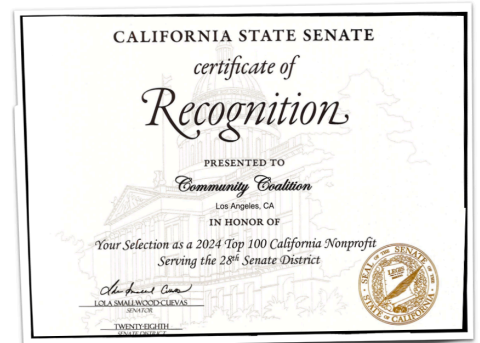 CALIFORNIA STATE SENATE
certificate of
Recognition
PRESENTED TO
Community Coalition
Los Angeles, CA
IN HONOR OF
Your Selection as a 2024 Top 100 California Nonprofit
Serving the 28th Senate District
LOLA SMALLWOOD-CUEVAS
SENATOR
TWENTY-EIGHTH
SENATE DISTRICT
SEAL OF THE SENATE
STATE OF CALIFORNIA